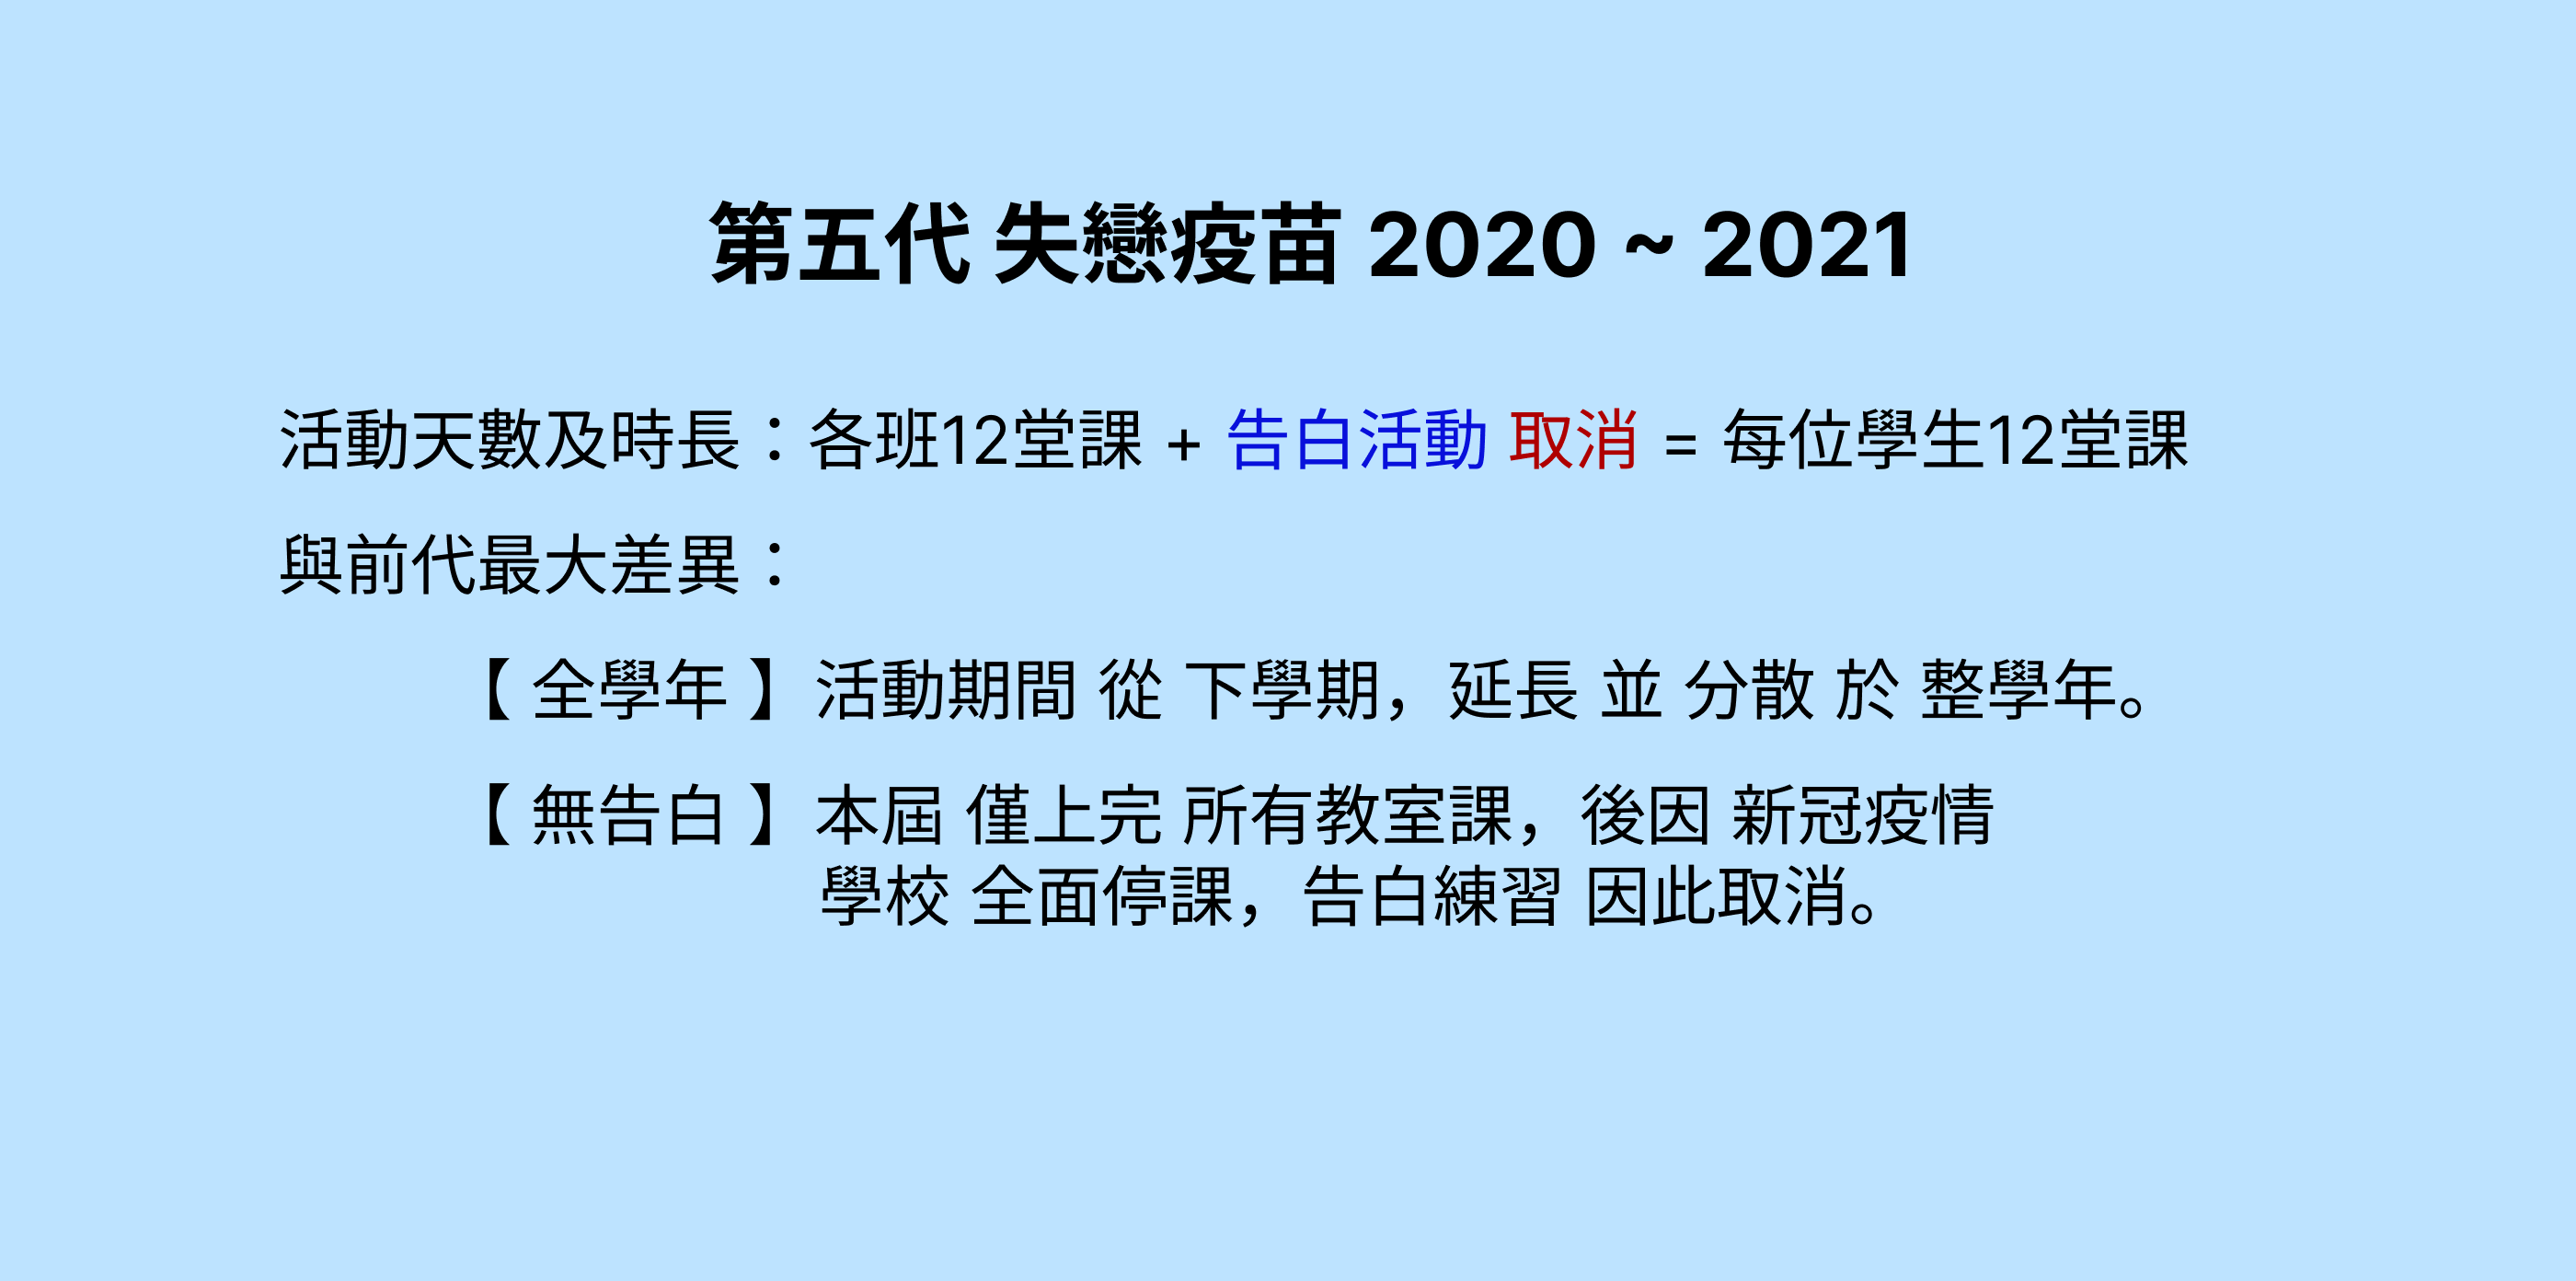 第五代 失戀疫苗 2020 ~ 2021
活動天數及時長：各班12堂課 + 告白活動 取消 = 每位學生12堂課
與前代最大差異：
【 全學年 】活動期間 從 下學期，延長 並 分散 於 整學年。
【 無告白 】本屆 僅上完 所有教室課，後因 新冠疫情
學校 全面停課，告白練習 因此取消。